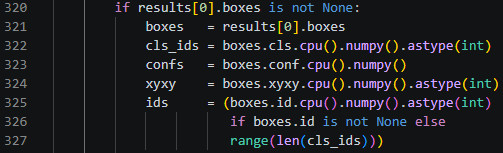 320 if results[0].boxes is not None:
321 boxes = results[0].boxes
322 cls_ids = boxes.cls.cpu().numpy().astype(int)
323 confs = boxes.conf.cpu().numpy()
324 xyxy = boxes.xyxy.cpu().numpy().astype(int)
325 ids = (boxes.id.cpu().numpy().astype(int)
326 if boxes.id is not None else
327 range(len(cls_ids)))